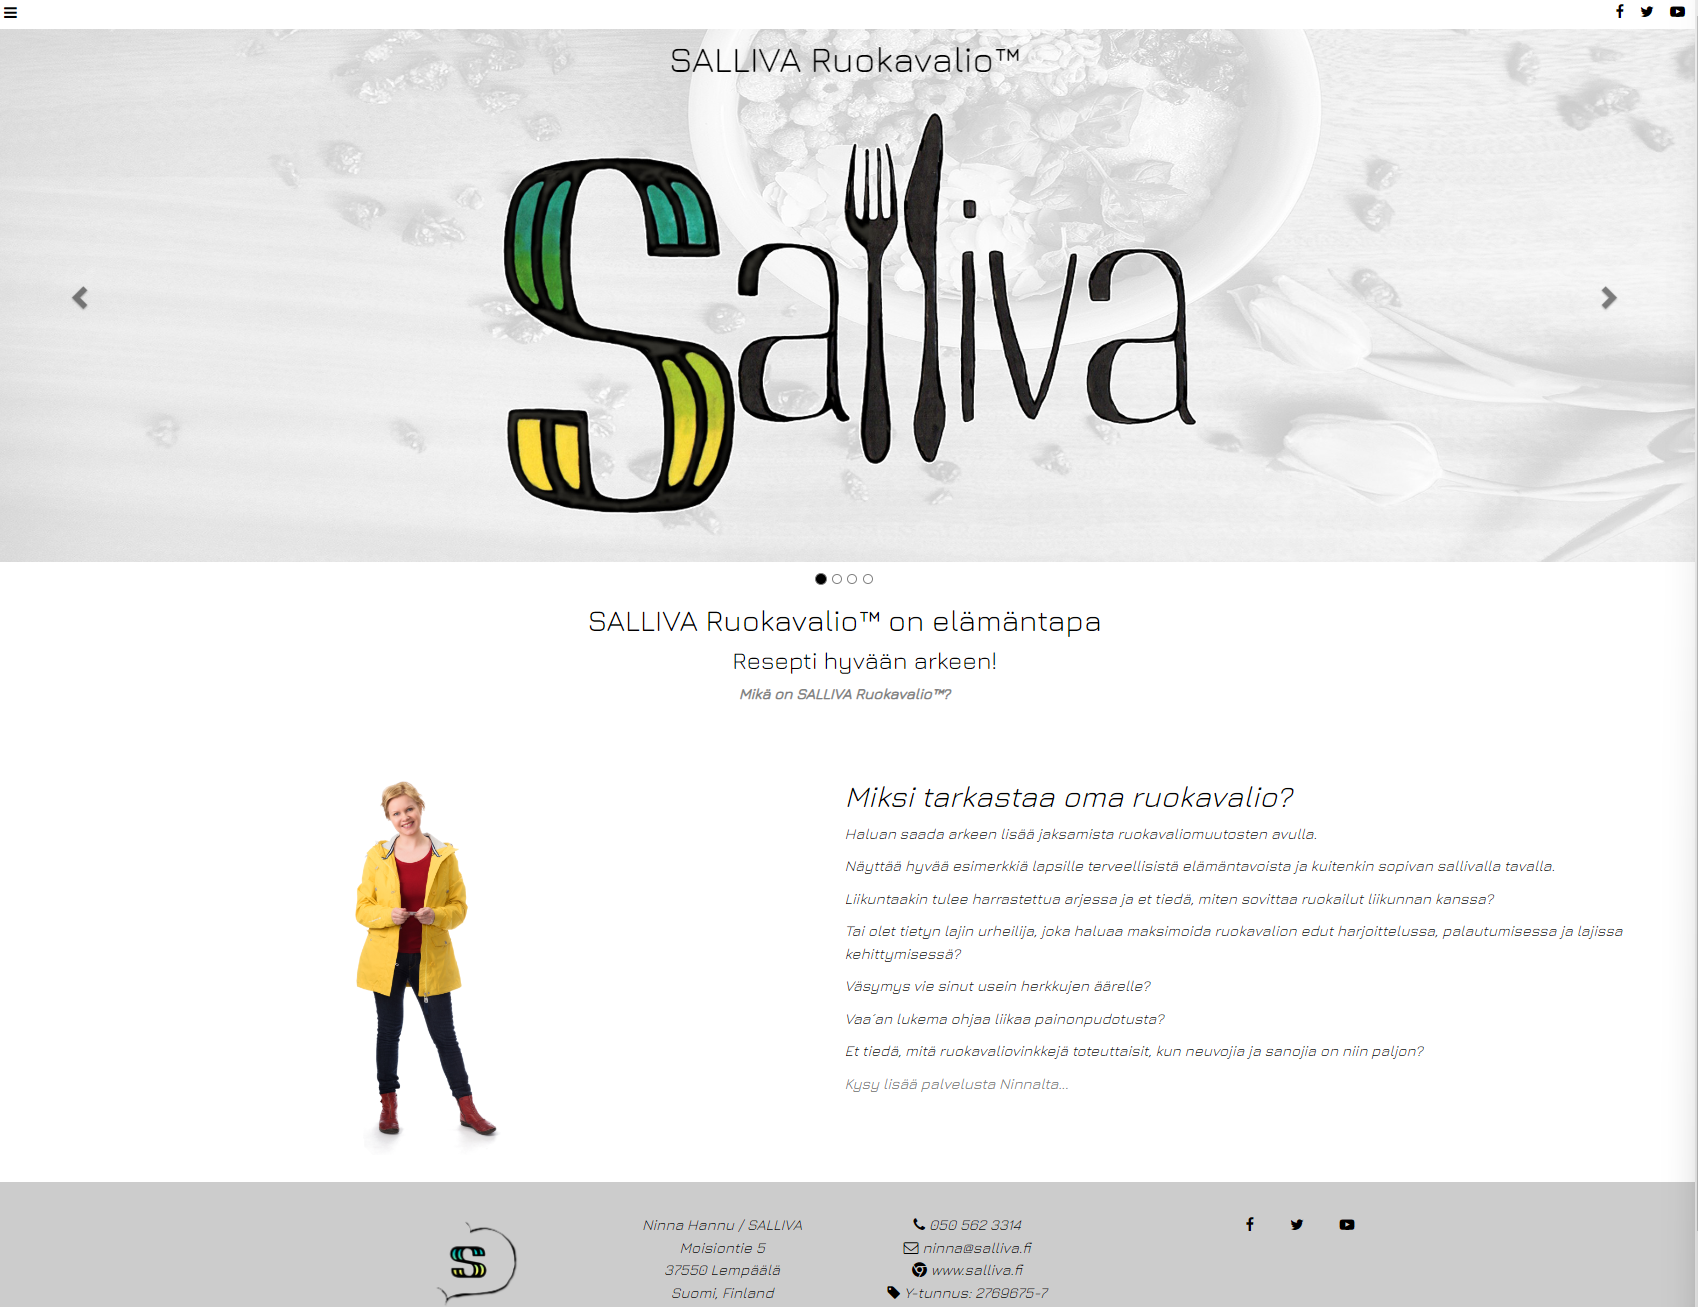 SALLIVA Ruokavalio™
Salliva
SALLIVA Ruokavalio™ on elämäntapa
Resepti hyvään arkeen!
Mikä on SALLIVA Ruokavalio™?
Miksi tarkastaa oma ruokavalio?
Haluan saada arkeen lisää jaksamista ruokavaliomuutosten avulla.
Näyttää hyvää esimerkkiä lapsille terveellisistä elämäntavoista ja kuitenkin sopivan sallivalla tavalla.
Liikuntaakin tulee harrastettua arjessa ja et tiedä, miten sovittaa ruokailut liikunnan kanssa?
Tai olet tietyn lajin urheilija, joka haluaa maksimoida ruokavalion edut harjoittelussa, palautumisessa ja lajissa
kehittymisessä?
Väsymys vie sinut usein herkkujen äärelle?
Vaa´an lukema ohjaa liikaa painonpudotusta?
Et tiedä, mitä ruokavaliovinkkejä toteuttaisit, kun neuvojia ja sanojia on niin paljon?
Kysy lisää palvelusta Ninnalta...
S
Ninna Hannu / SALLIVA
Moisiontie 5
37550 Lempäälä
Suomi, Finland
050 562 3314
ninna@salliva.fi
www.salliva.fi
Y-tunnus: 2769675-7